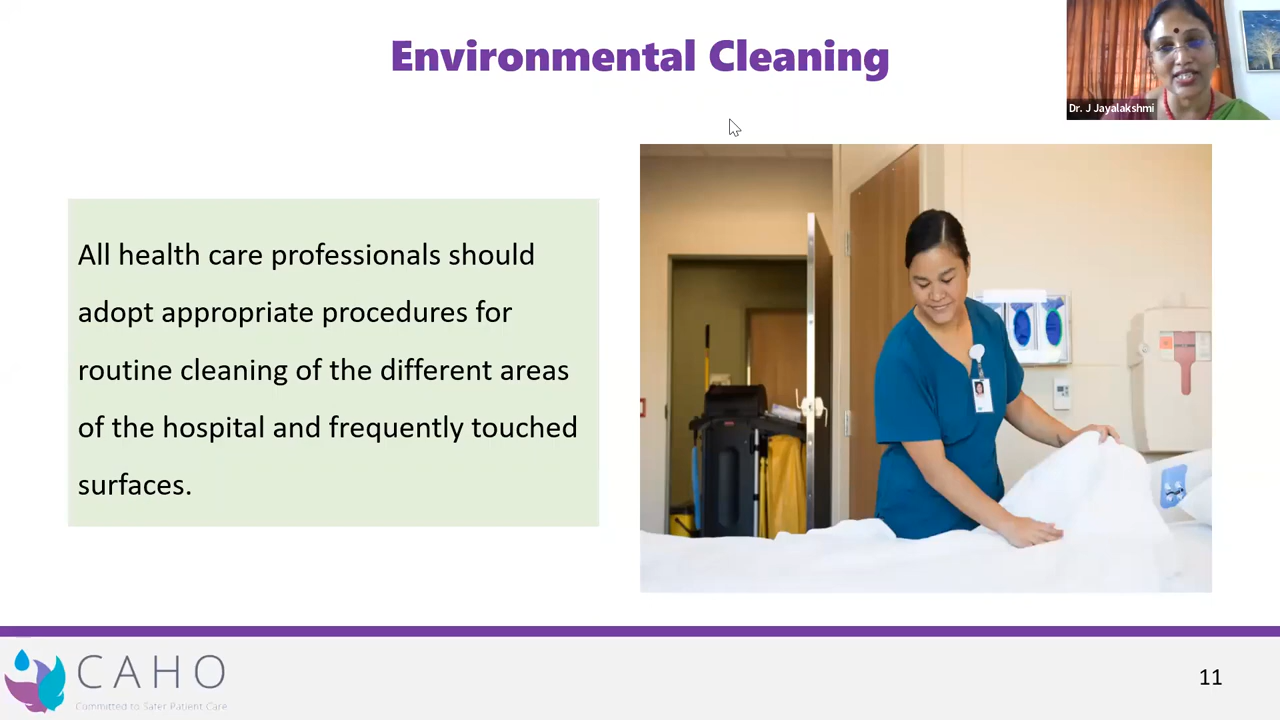 Environmental Cleaning
Dr. J Jayalakshmi
All health care professionals should
adopt appropriate procedures for
routine cleaning of the different areas
of the hospital and frequently touched
surfaces.
CAHO
Committed to Safer Patient Care
11